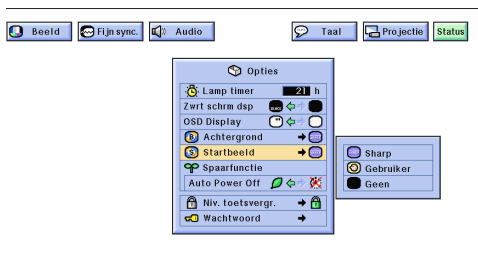 Beeld Fijn sync. Audio Taal Projectie Status
Opties
Lamp timer 21 h
Zwrt schrm dsp BLACK
OSD Display
B Achtergrond
S Startbeeld
Sharp
Spaarfunctie
Gebruiker
Auto Power Off
Geen
Niv. toetsvergr.
Wachtwoord